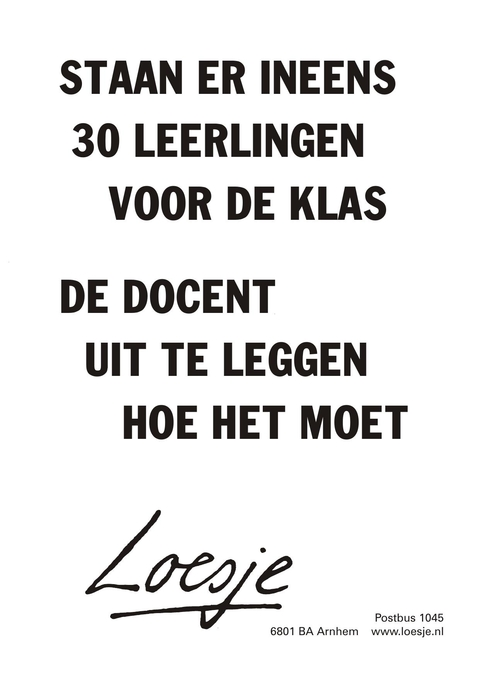 STAAN ER INEENS
30 LEERLINGEN
VOOR DE KLAS
DE DOCENT
UIT TE LEGGEN
HOE HET MOET
Loesje
Postbus 1045
6801 BA Arnhem www.loesje.nl